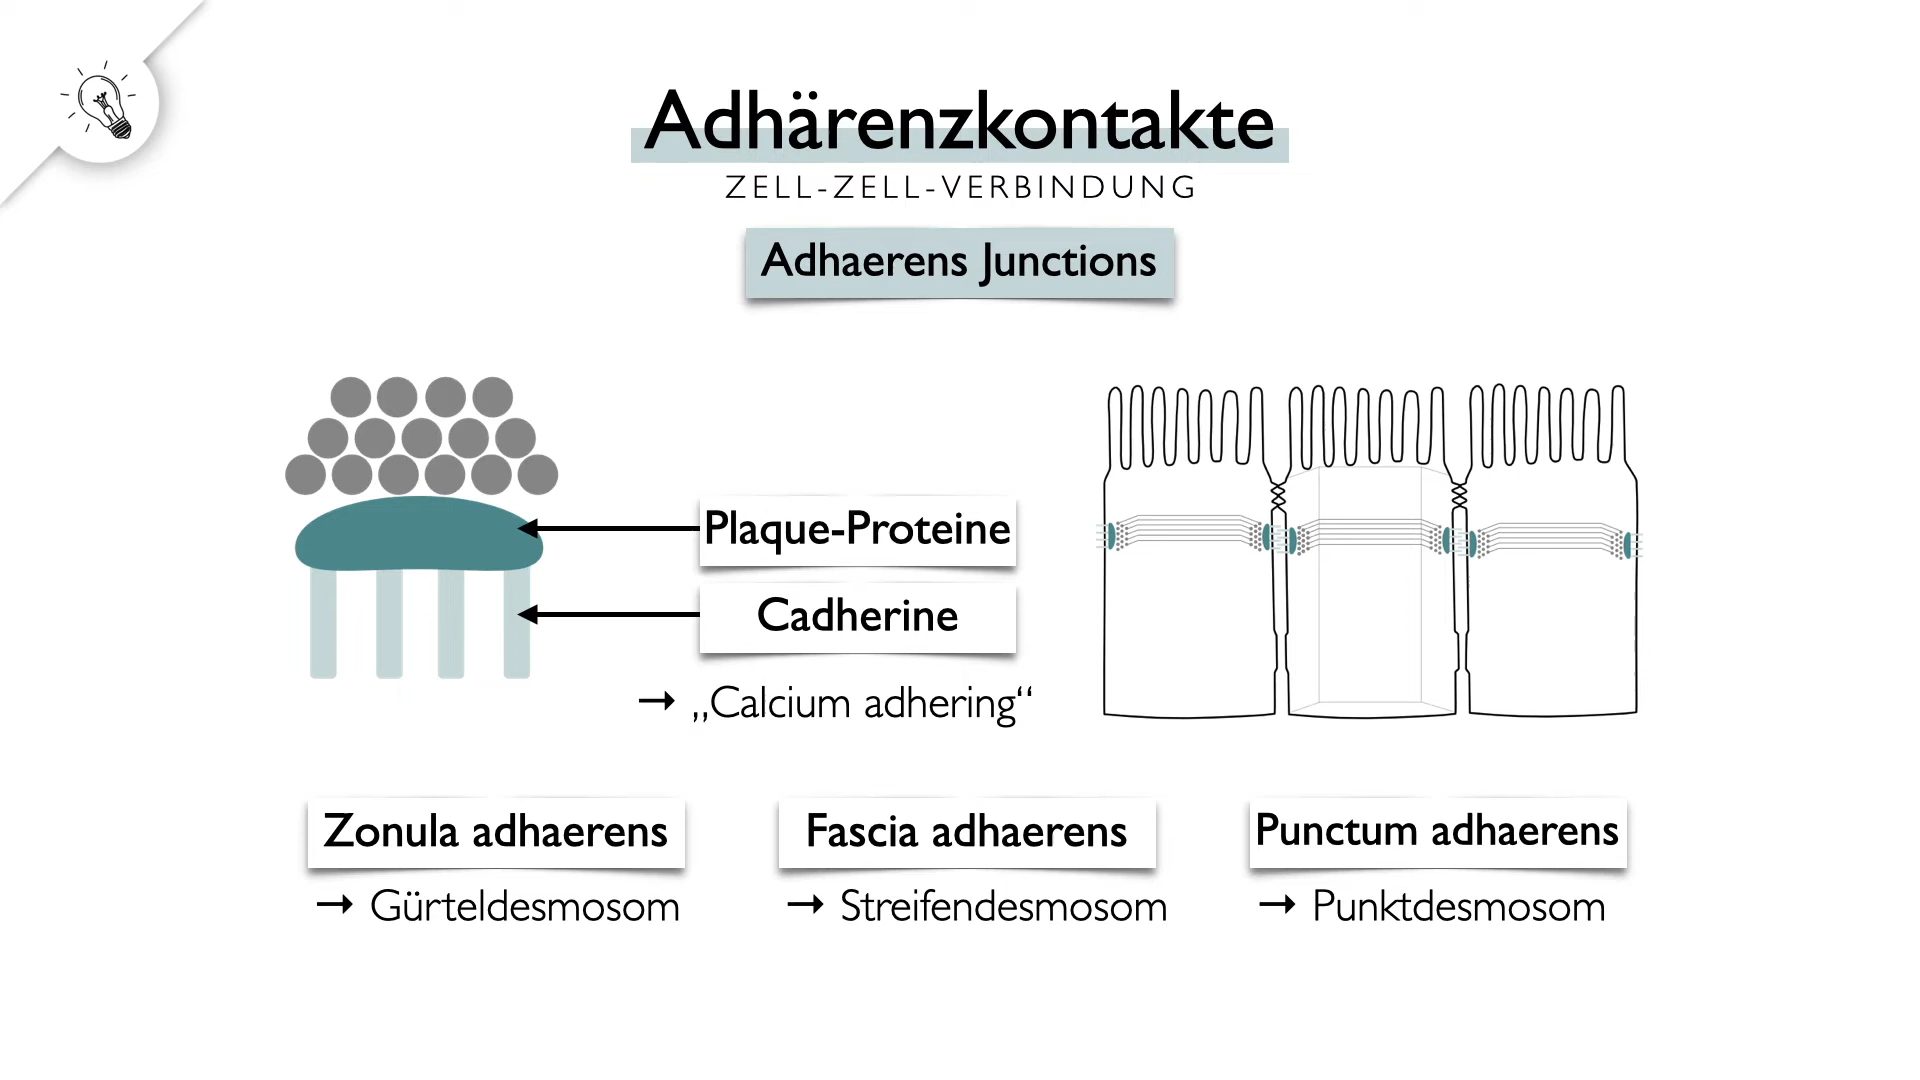 Adhärenzkontakte
ZELL-ZELL-VERBINDUNG
Adhaerens Junctions
Plaque-Proteine
Cadherine
→ „Calcium adhering“
Zonula adhaerens
→ Gürteldesmosom
Fascia adhaerens
→ Streifendesmosom
Punctum adhaerens
→ Punktdesmosom